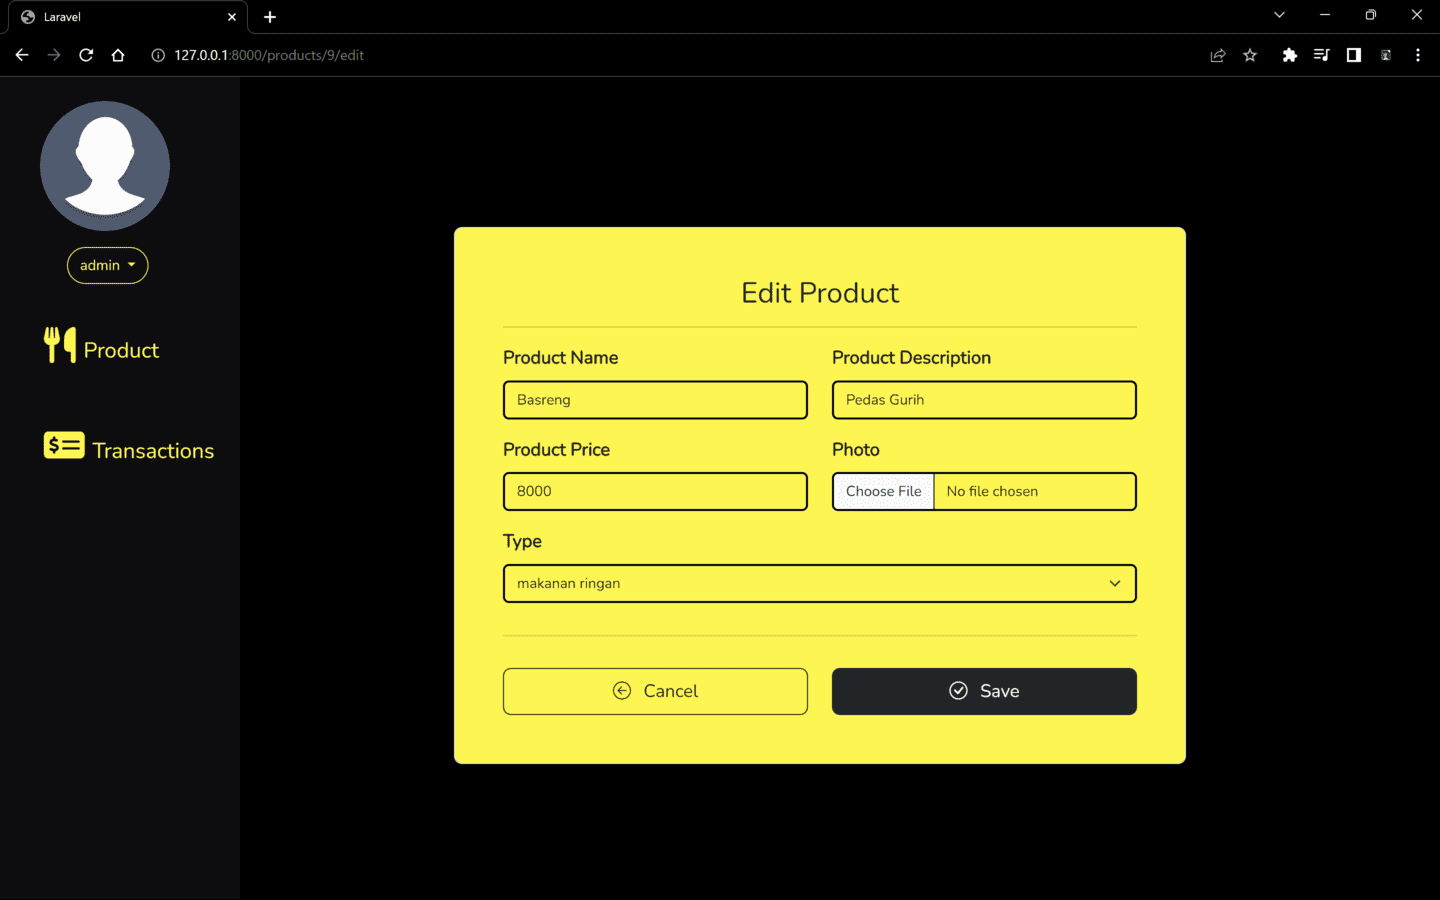 Laravel
127.0.0.1:8000/products/9/edit
admin
Product
$
Transactions
Edit Product
Product Name
Product Description
Basreng
Pedas Gurih
Product Price
Photo
8000
Choose File
No file chosen
Type
makanan ringan
Cancel
Save